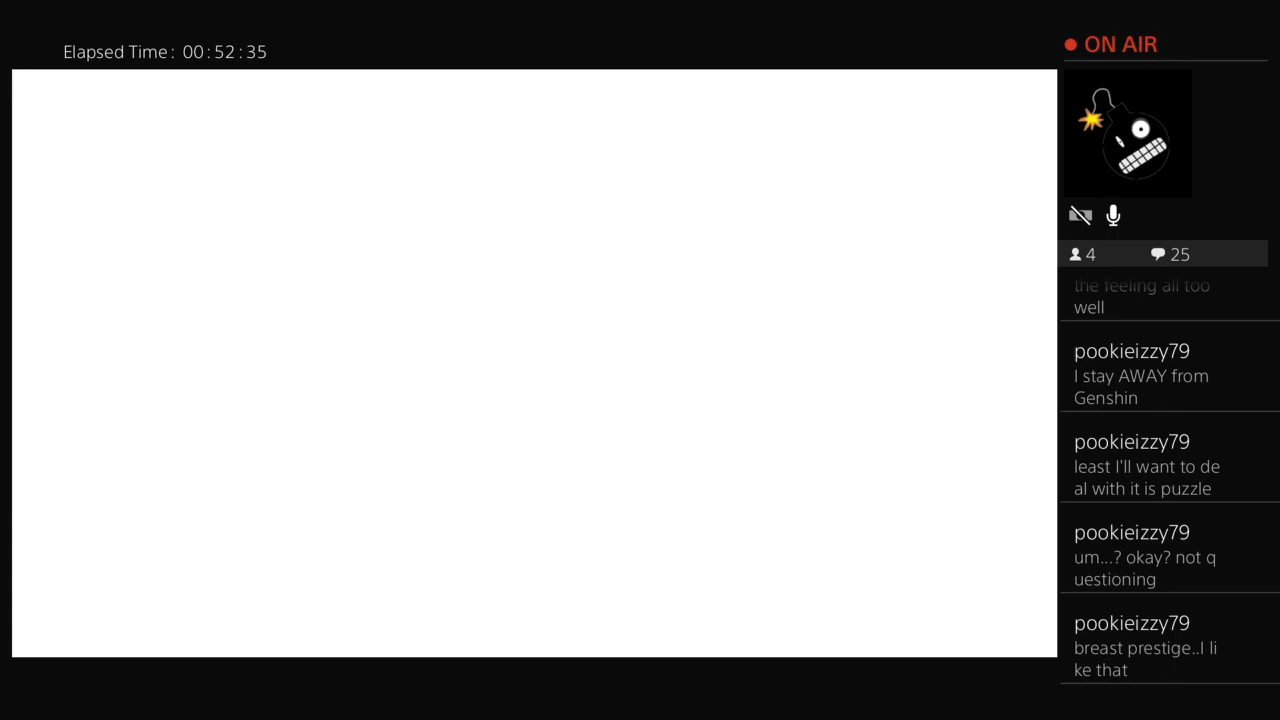 Elapsed Time: 00:52:35
ON AIR
4 25
the feeling all too
well
pookieizzy79
I stay AWAY from
Genshin
pookieizzy79
least I'll want to de
al with it is puzzle
pookieizzy79
um...? okay? not q
uestioning
pookieizzy79
breast prestige..I li
ke that